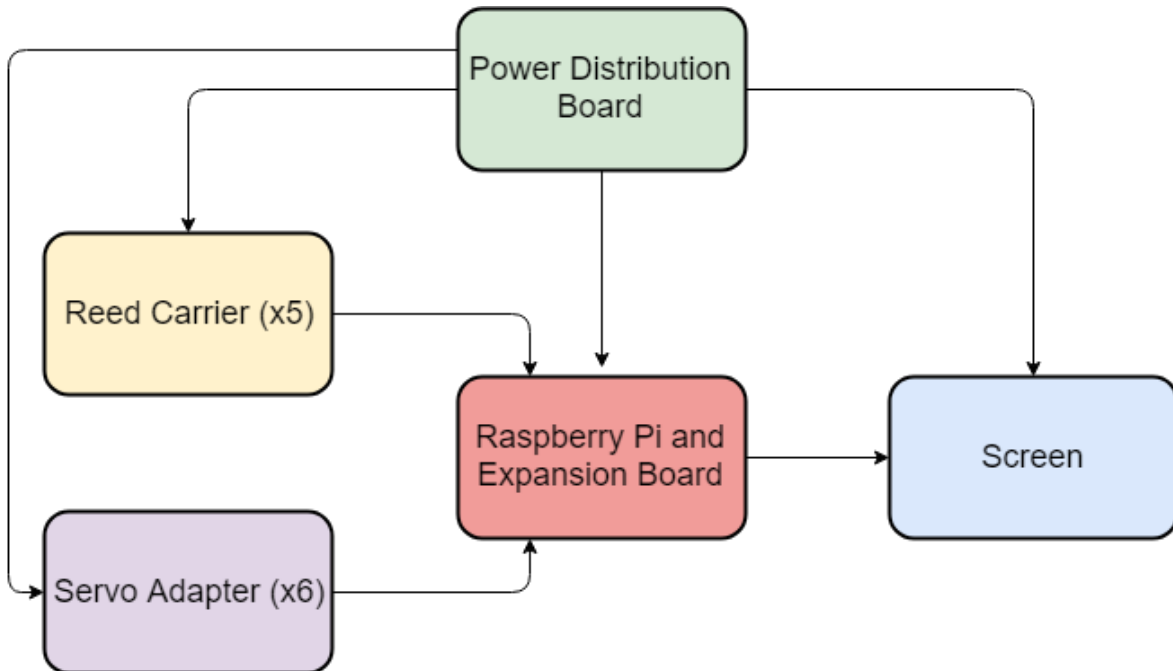 Power Distribution
Board
Reed Carrier (x5)
Raspberry Pi and
Expansion Board
Screen
Servo Adapter (x6)